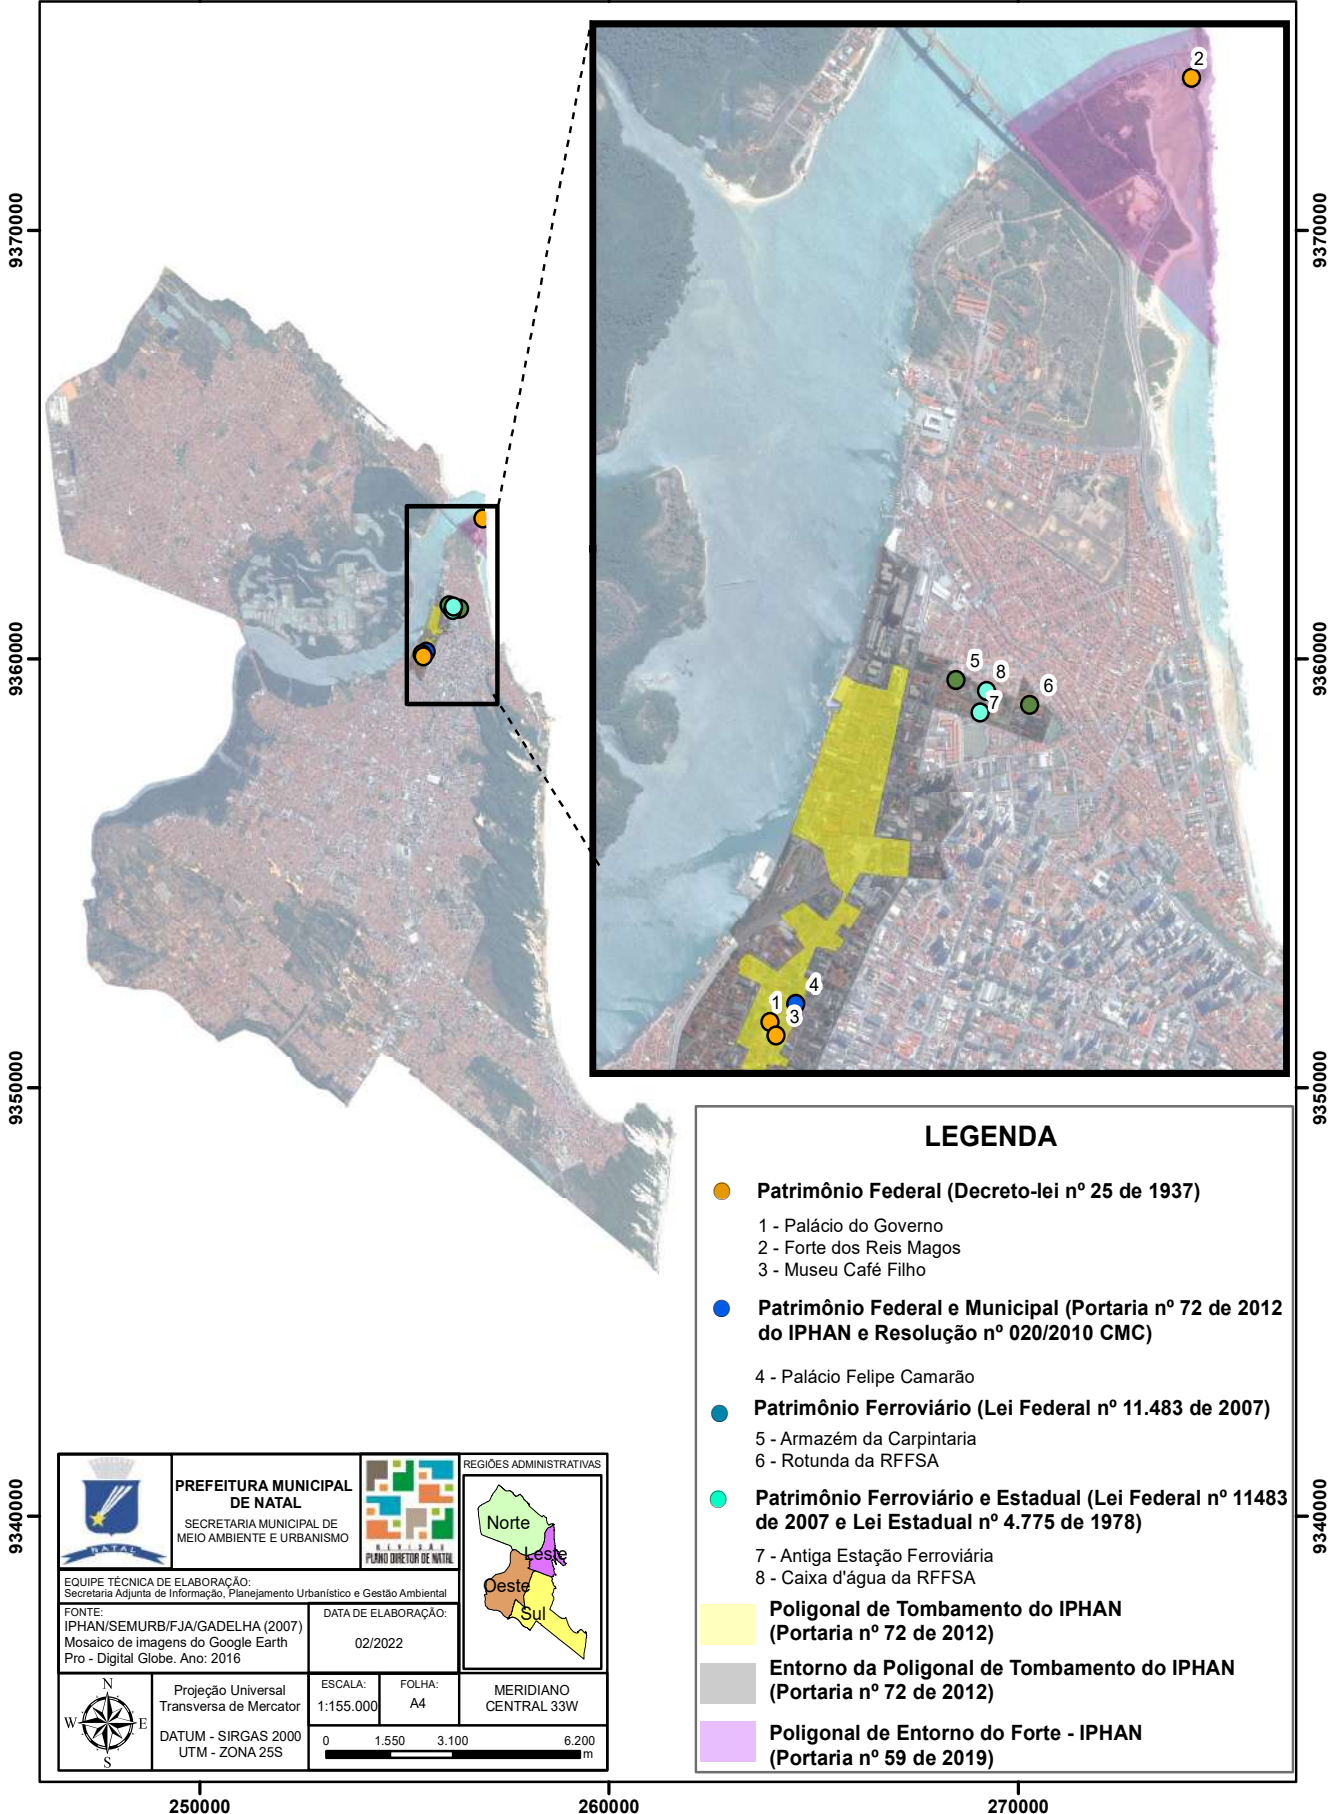 2
5
8
6
7
4
1
3
9370000
9370000
9360000
9360000
9350000
9350000
9340000
9340000
250000
260000
270000
LEGENDA
Patrimônio Federal (Decreto-lei nº 25 de 1937)
1 - Palácio do Governo
2 - Forte dos Reis Magos
3 - Museu Café Filho
Patrimônio Federal e Municipal (Portaria nº 72 de 2012
do IPHAN e Resolução nº 020/2010 CMC)
4 - Palácio Felipe Camarão
Patrimônio Ferroviário (Lei Federal nº 11.483 de 2007)
5 - Armazém da Carpintaria
6 - Rotunda da RFFSA
Patrimônio Ferroviário e Estadual (Lei Federal nº 11483
de 2007 e Lei Estadual nº 4.775 de 1978)
7 - Antiga Estação Ferroviária
8 - Caixa d'água da RFFSA
Poligonal de Tombamento do IPHAN
(Portaria nº 72 de 2012)
Entorno da Poligonal de Tombamento do IPHAN
(Portaria nº 72 de 2012)
Poligonal de Entorno do Forte - IPHAN
(Portaria nº 59 de 2019)
NATAL
PREFEITURA MUNICIPAL
DE NATAL
SECRETARIA MUNICIPAL DE
MEIO AMBIENTE E URBANISMO
REVISÃO
PLANO DIRETOR DE NATAL
REGIÕES ADMINISTRATIVAS
Norte
Leste
Oeste
Sul
EQUIPE TÉCNICA DE ELABORAÇÃO:
Secretaria Adjunta de Informação, Planejamento Urbanístico e Gestão Ambiental
FONTE:
IPHAN/SEMURB/FJA/GADELHA (2007)
Mosaico de imagens do Google Earth
Pro - Digital Globe. Ano: 2016
DATA DE ELABORAÇÃO:
02/2022
N
W
E
S
Projeção Universal
Transversa de Mercator
DATUM - SIRGAS 2000
UTM - ZONA 25S
ESCALA:
1:155.000
FOLHA:
A4
MERIDIANO
CENTRAL 33W
0 1.550 3.100 6.200
m